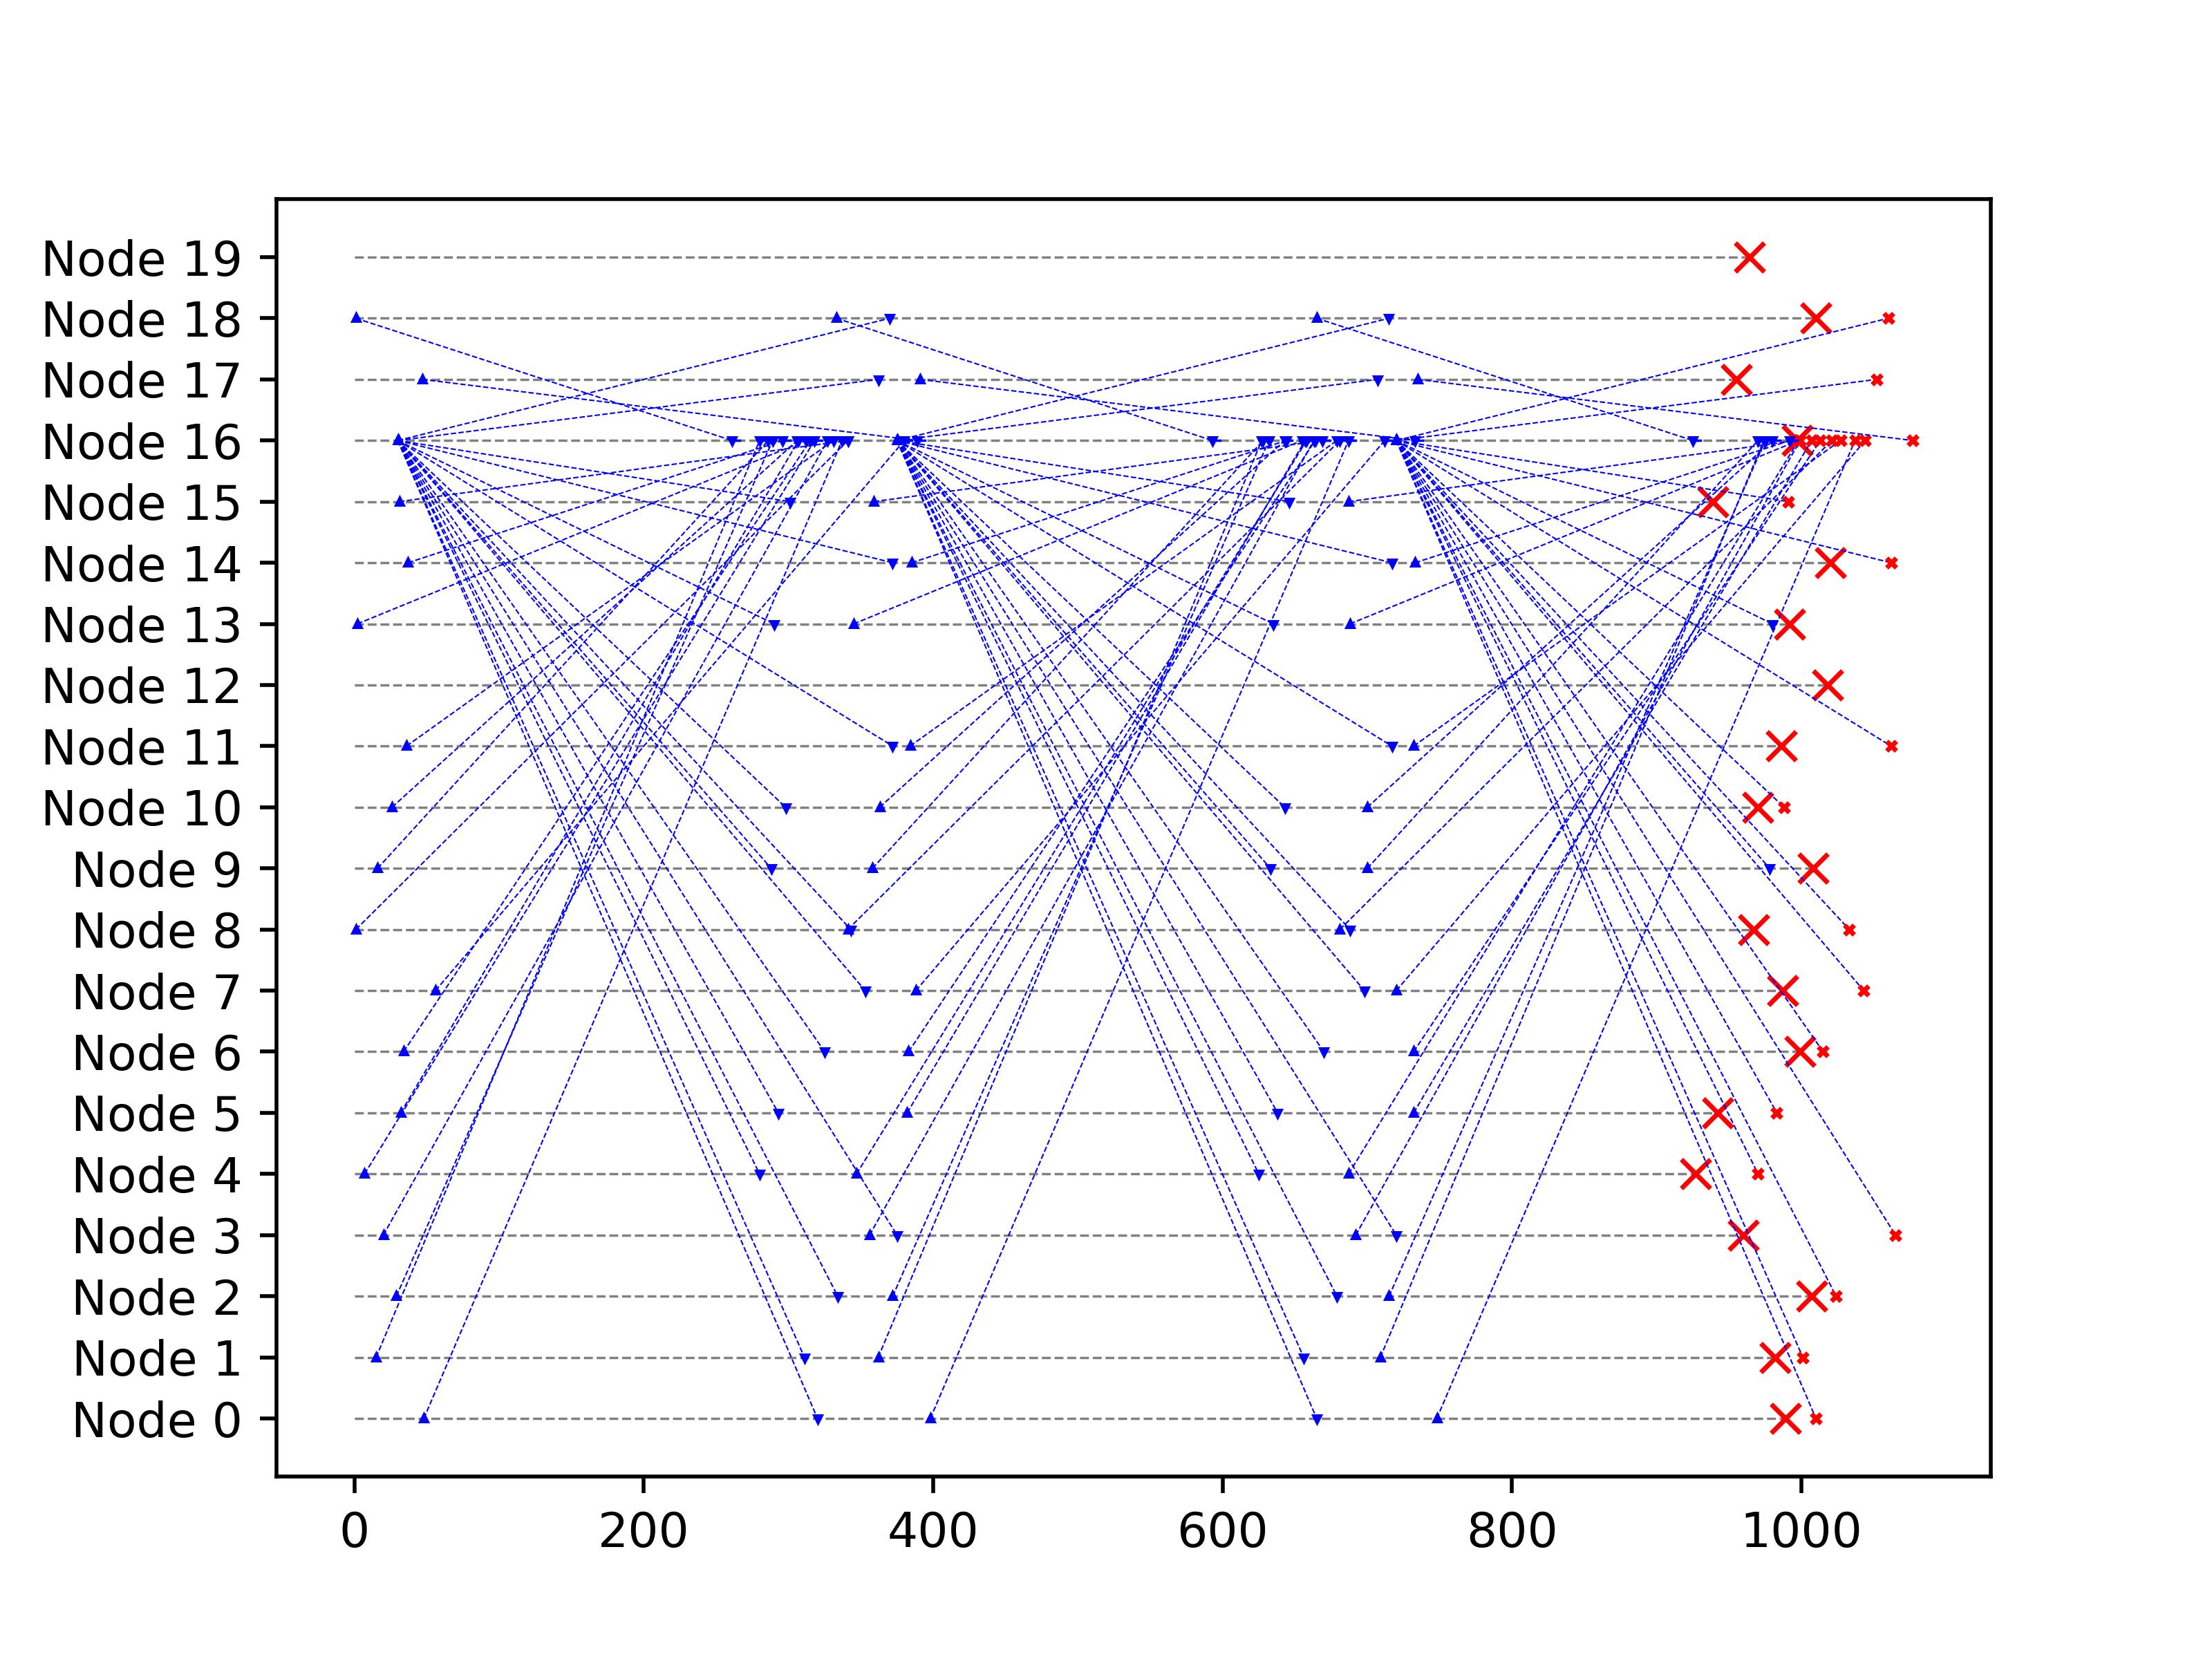 Node 19
Node 18
Node 17
Node 16
Node 15
Node 14
Node 13
Node 12
Node 11
Node 10
Node 9
Node 8
Node 7
Node 6
Node 5
Node 4
Node 3
Node 2
Node 1
Node 0
0 200 400 600 800 1000